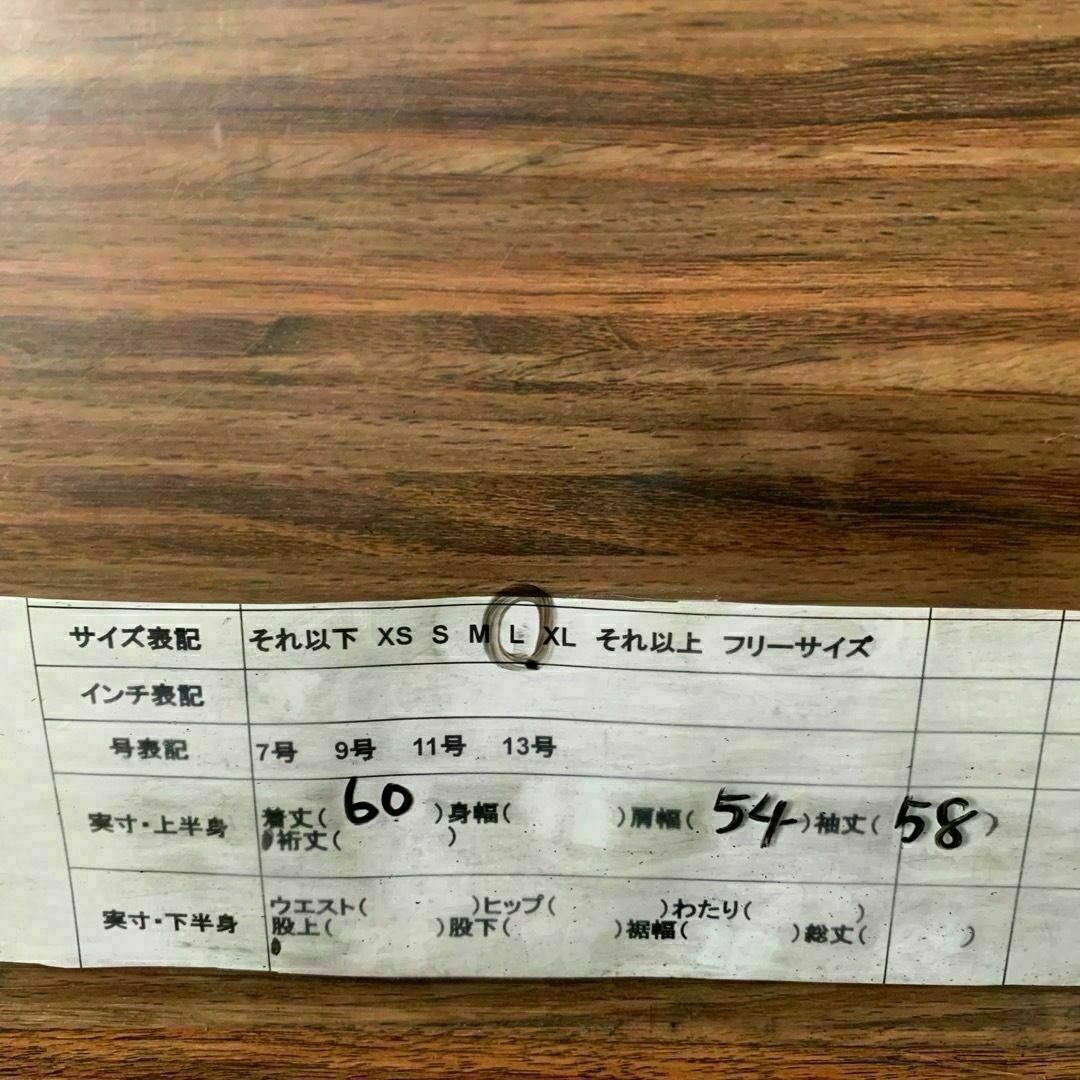 サイズ表記 それ以下 XS S M L XL それ以上 フリーサイズ
インチ表記
号表記 7号 9号 11号 13号
実寸・上半身 着丈( 60 )身幅( )肩幅( 54 )袖丈( 58 )
裄丈( )
実寸・下半身 ウエスト( )ヒップ( )わたり( )
股上( )股下( )裾幅( )総丈( )